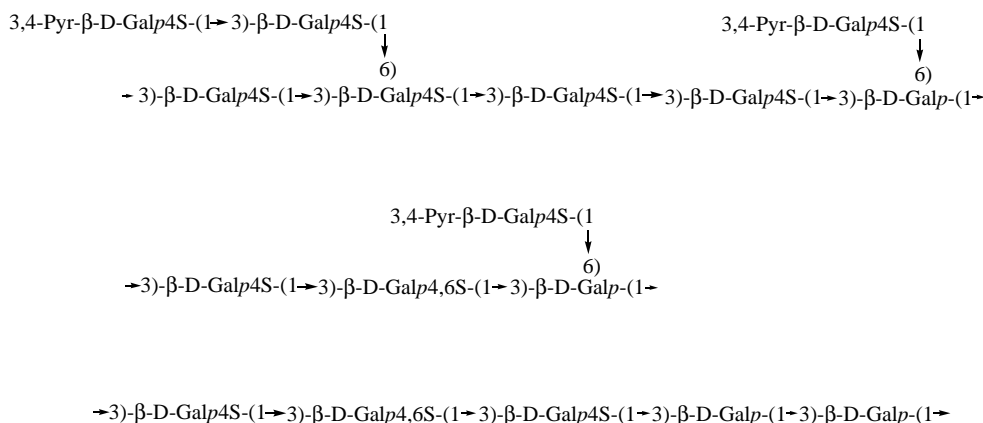 3,4-Pyr-β-D-Galp4S-(1→3)-β-D-Galp4S-(1 3,4-Pyr-β-D-Galp4S-(1
↓ ↓
6) 6)
→3)-β-D-Galp4S-(1→3)-β-D-Galp4S-(1→3)-β-D-Galp4S-(1→3)-β-D-Galp4S-(1→3)-β-D-Galp-(1→
3,4-Pyr-β-D-Galp4S-(1
↓
6)
→3)-β-D-Galp4S-(1→3)-β-D-Galp4,6S-(1→3)-β-D-Galp-(1→
→3)-β-D-Galp4S-(1→3)-β-D-Galp4,6S-(1→3)-β-D-Galp4S-(1→3)-β-D-Galp-(1→3)-β-D-Galp-(1→